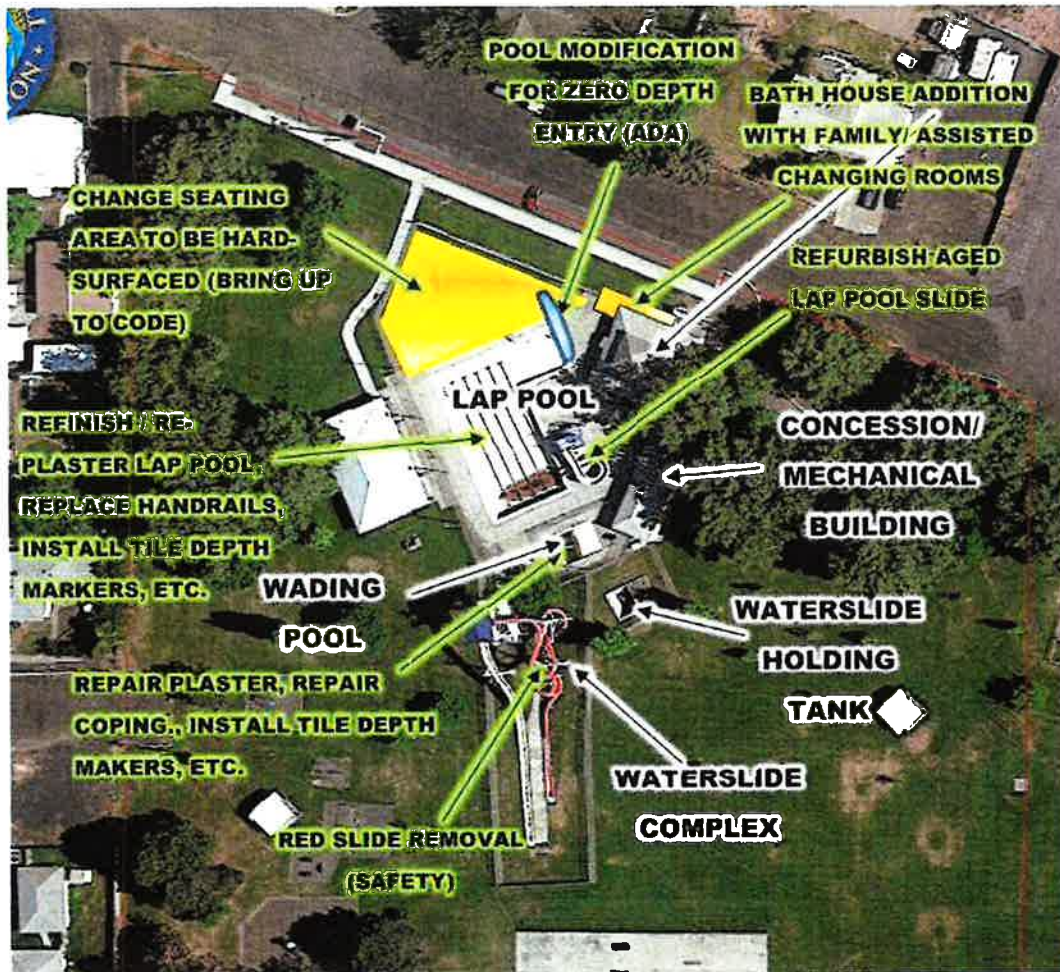 NO
POOL MODIFICATION
FOR ZERO DEPTH
ENTRY (ADA)
BATH HOUSE ADDITION
WITH FAMILY/ ASSISTED
CHANGING ROOMS
CHANGE SEATING
AREA TO BE HARD-
SURFACED (BRING UP
TO CODE)
REFURBISH AGED
LAP POOL SLIDE
LAP POOL
REFINISH / RE-
PLASTER LAP POOL,
REPLACE HANDRAILS,
INSTALL TILE DEPTH
MARKERS, ETC.
CONCESSION/
MECHANICAL
BUILDING
WADING
POOL
WATERSLIDE
HOLDING
TANK
REPAIR PLASTER, REPAIR
COPING., INSTALL TILE DEPTH
MAKERS, ETC.
WATERSLIDE
COMPLEX
RED SLIDE REMOVAL
(SAFETY)